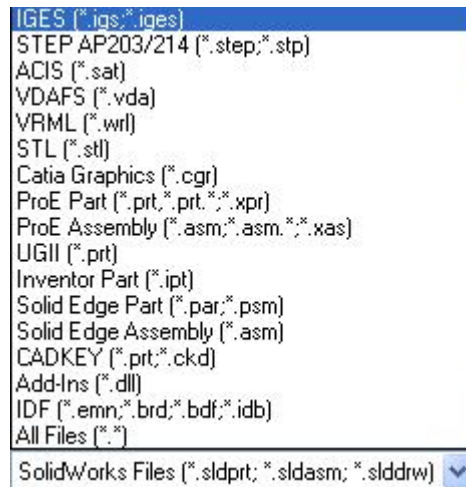 IGES (*.igs;*.iges)
STEP AP203/214 (*.step;*.stp)
ACIS (*.sat)
VDAFS (*.vda)
VRML (*.wrl)
STL (*.stl)
Catia Graphics (*.cgr)
ProE Part (*.prt,*.prt.*;*.xpr)
ProE Assembly (*.asm;*.asm.*;*.xas)
UGII (*.prt)
Inventor Part (*.ipt)
Solid Edge Part (*.par;*.psm)
Solid Edge Assembly (*.asm)
CADKEY (*.prt;*.ckd)
Add-Ins (*.dll)
IDF (*.emn;*.brd;*.bdf;*.idb)
All Files (*.*)
SolidWorks Files (*.sldprt; *.sldasm; *.slddrw)